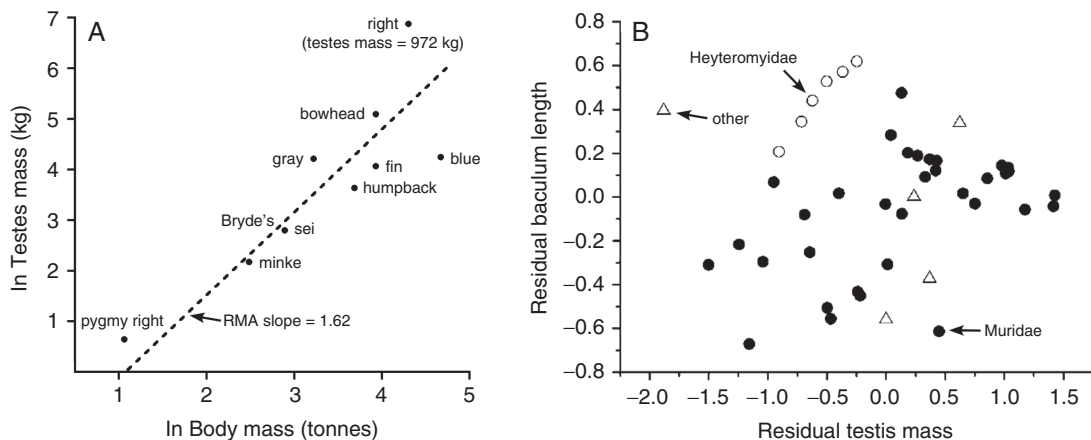 A
7
6
5
4
3
2
1
ln Testes mass (kg)
right
(testes mass = 972 kg)
bowhead
gray
fin
blue
humpback
Bryde's
sei
minke
pygmy right
RMA slope = 1.62
1
2
3
4
5
ln Body mass (tonnes)
B
0.8
0.6
0.4
0.2
0.0
−0.2
−0.4
−0.6
−0.8
Residual baculum length
Heyteromyidae
other
Muridae
−2.0
−1.5
−1.0
−0.5
0.0
0.5
1.0
1.5
Residual testis mass